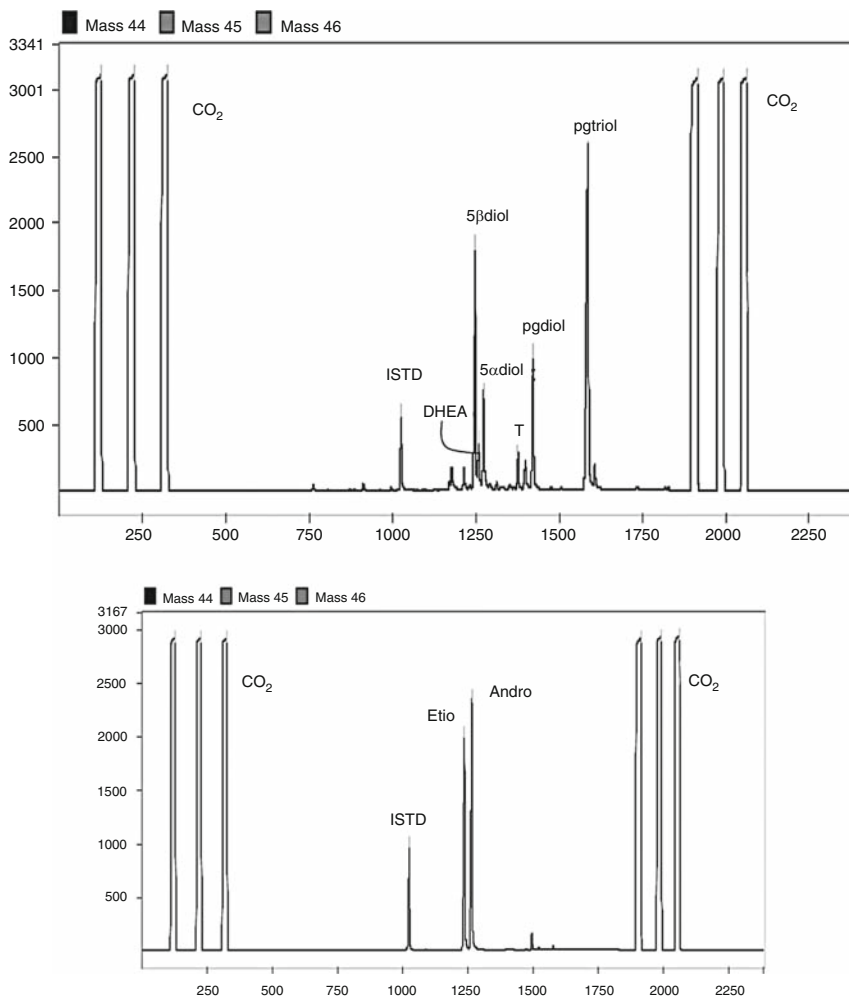 Mass 44 Mass 45 Mass 46
3341
3001
CO2 CO2
pgtriol
2500
2000
5βdiol
1500
pgdiol
1000
5αdiol
ISTD
DHEA
T
500
250 500 750 1000 1250 1500 1750 2000 2250
Mass 44 Mass 45 Mass 46
3167
3000
CO2 CO2
2500
Andro
Etio
2000
1500
ISTD
1000
500
250 500 750 1000 1250 1500 1750 2000 2250